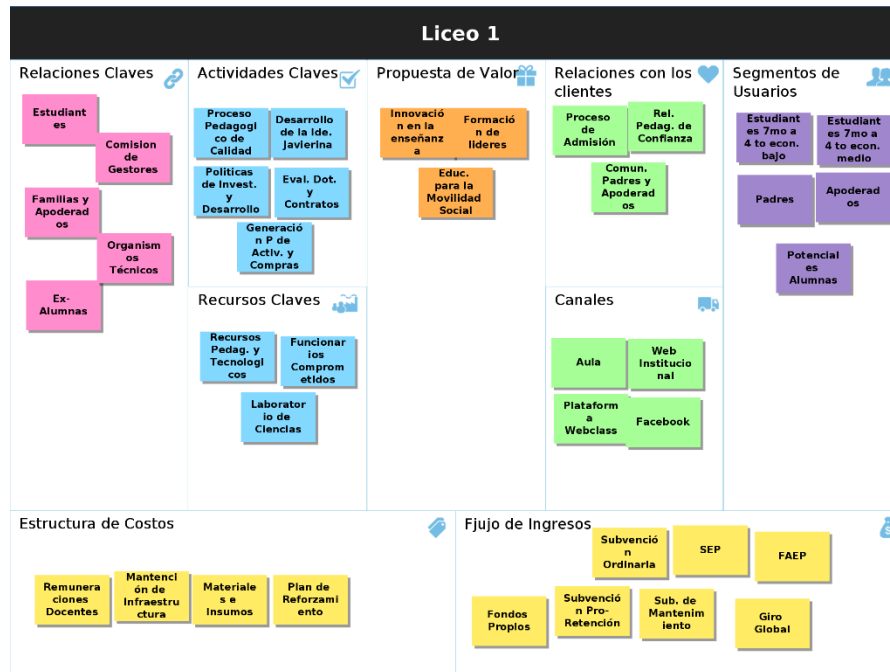 Liceo 1
Relaciones Claves
Estudiant
es
Comision
de
Gestores
Familias y
Apoderad
os
Organism
os
Técnicos
Ex-
Alumnas
Actividades Claves
Proceso
Pedagogi
co de
Calidad
Desarrollo
de la Ide.
Javierina
Politicas
de Invest. y
Desarrollo
Eval. Dot. y
Contratos
Generació
n P de
Activ. y
Compras
Recursos Claves
Recursos
Pedag. y
Tecnologi
cos
Funcionar
ios
Comprom
etidos
Laborator
io de
Ciencias
Propuesta de Valor
Innovació
n en la
enseñanz
a
Formació
n de
lideres
Educ.
para la
Movilidad
Social
Relaciones con los
clientes
Proceso
de
Admisión
Rel.
Pedag. de
Confianza
Comun.
Padres y
Apoderad
os
Canales
Aula
Web
Institucio
nal
Plataform
a
Webclass
Facebook
Segmentos de
Usuarios
Estudiant
es 7mo a
4 to econ.
bajo
Estudiant
es 7mo a
4 to econ.
medio
Padres
Apoderad
os
Potencial
es
Alumnas
Estructura de Costos
Remunera
ciones
Docentes
Mantenci
ón de
Infraestru
ctura
Materiale
s e
Insumos
Plan de
Reforzami
ento
Fjujo de Ingresos
Subvenció
n
Ordinaria
SEP
FAEP
Fondos
Propios
Subvenció
n Pro-
Retención
Sub. de
Mantenim
iento
Giro
Global